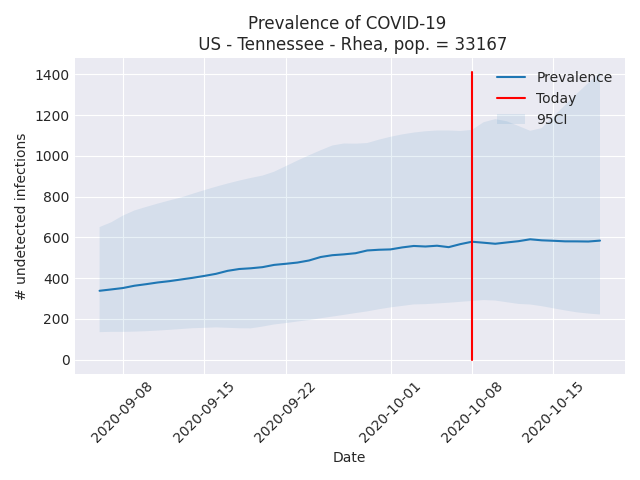 Prevalence of COVID-19
US - Tennessee - Rhea, pop. = 33167
Prevalence
Today
95CI
# undetected infections
1400
1200
1000
800
600
400
200
0
2020-09-08
2020-09-15
2020-09-22
2020-10-01
2020-10-08
2020-10-15
Date